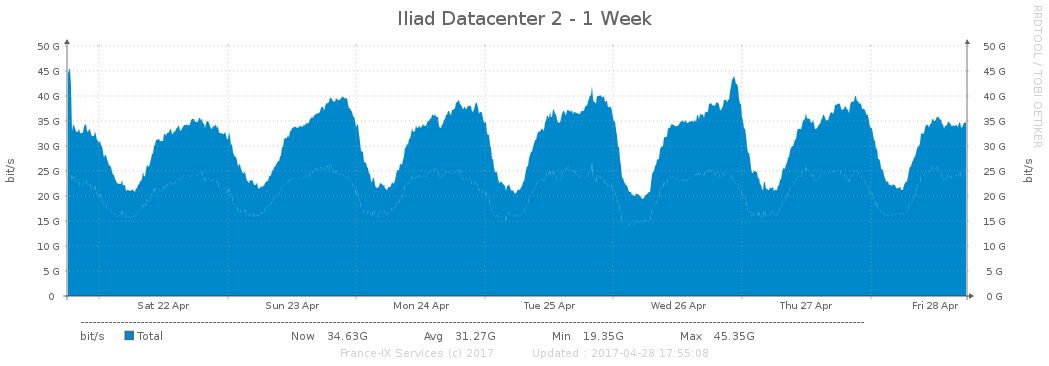 Iliad Datacenter 2 - 1 Week
RRDTOOL / TOBI OETIKER
50 G 50 G
45 G 45 G
40 G 40 G
35 G 35 G
30 G 30 G
25 G 25 G
20 G 20 G
15 G 15 G
10 G 10 G
5 G 5 G
0 0 G
bit/s bit/s
Sat 22 Apr Sun 23 Apr Mon 24 Apr Tue 25 Apr Wed 26 Apr Thu 27 Apr Fri 28 Apr
bit/s Total Now 34.63G Avg 31.27G Min 19.35G Max 45.35G
France-IX Services (c) 2017 Updated : 2017-04-28 17:55:08